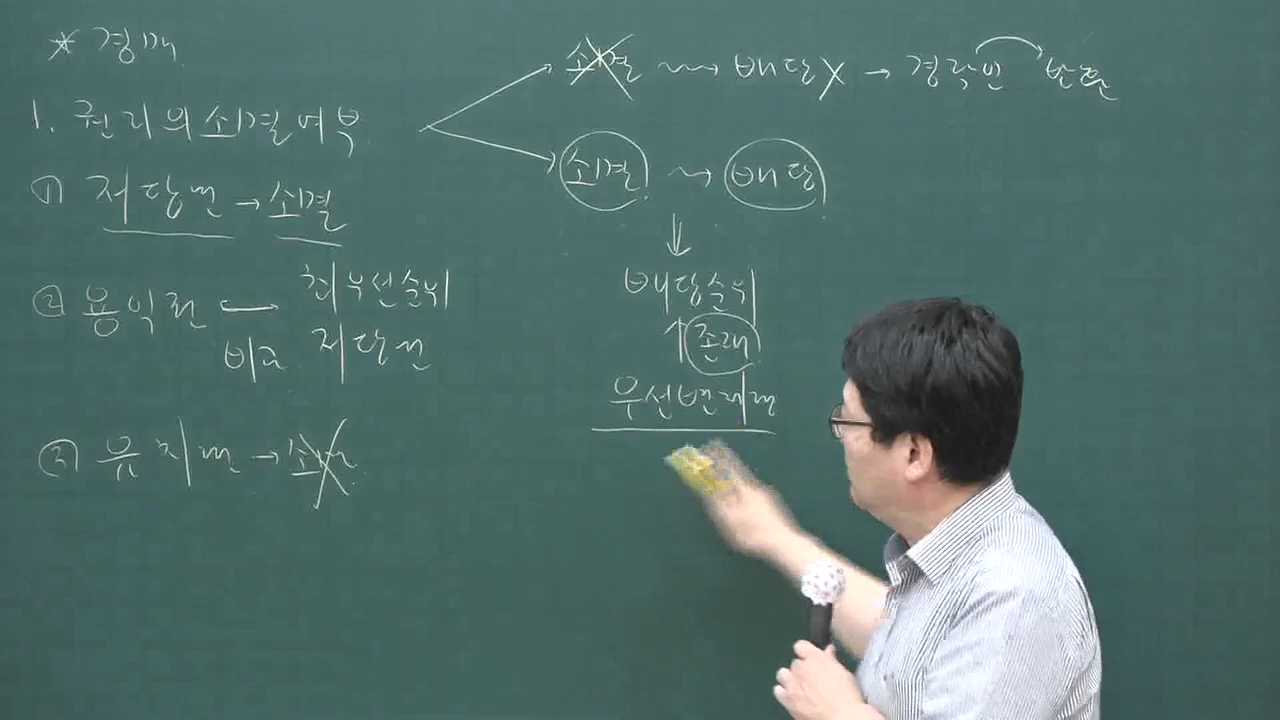 * 경매
1. 권리의 소멸여부
① 저당권 → 소멸
② 용익권 ↔ 최우선순위
비교 저당권
③ 유치권 → 소멸
소멸 ~→ 배당X → 경락인 반환
소멸 ~→ 배당
↓
배당순위
↑ 존재
우선변제권